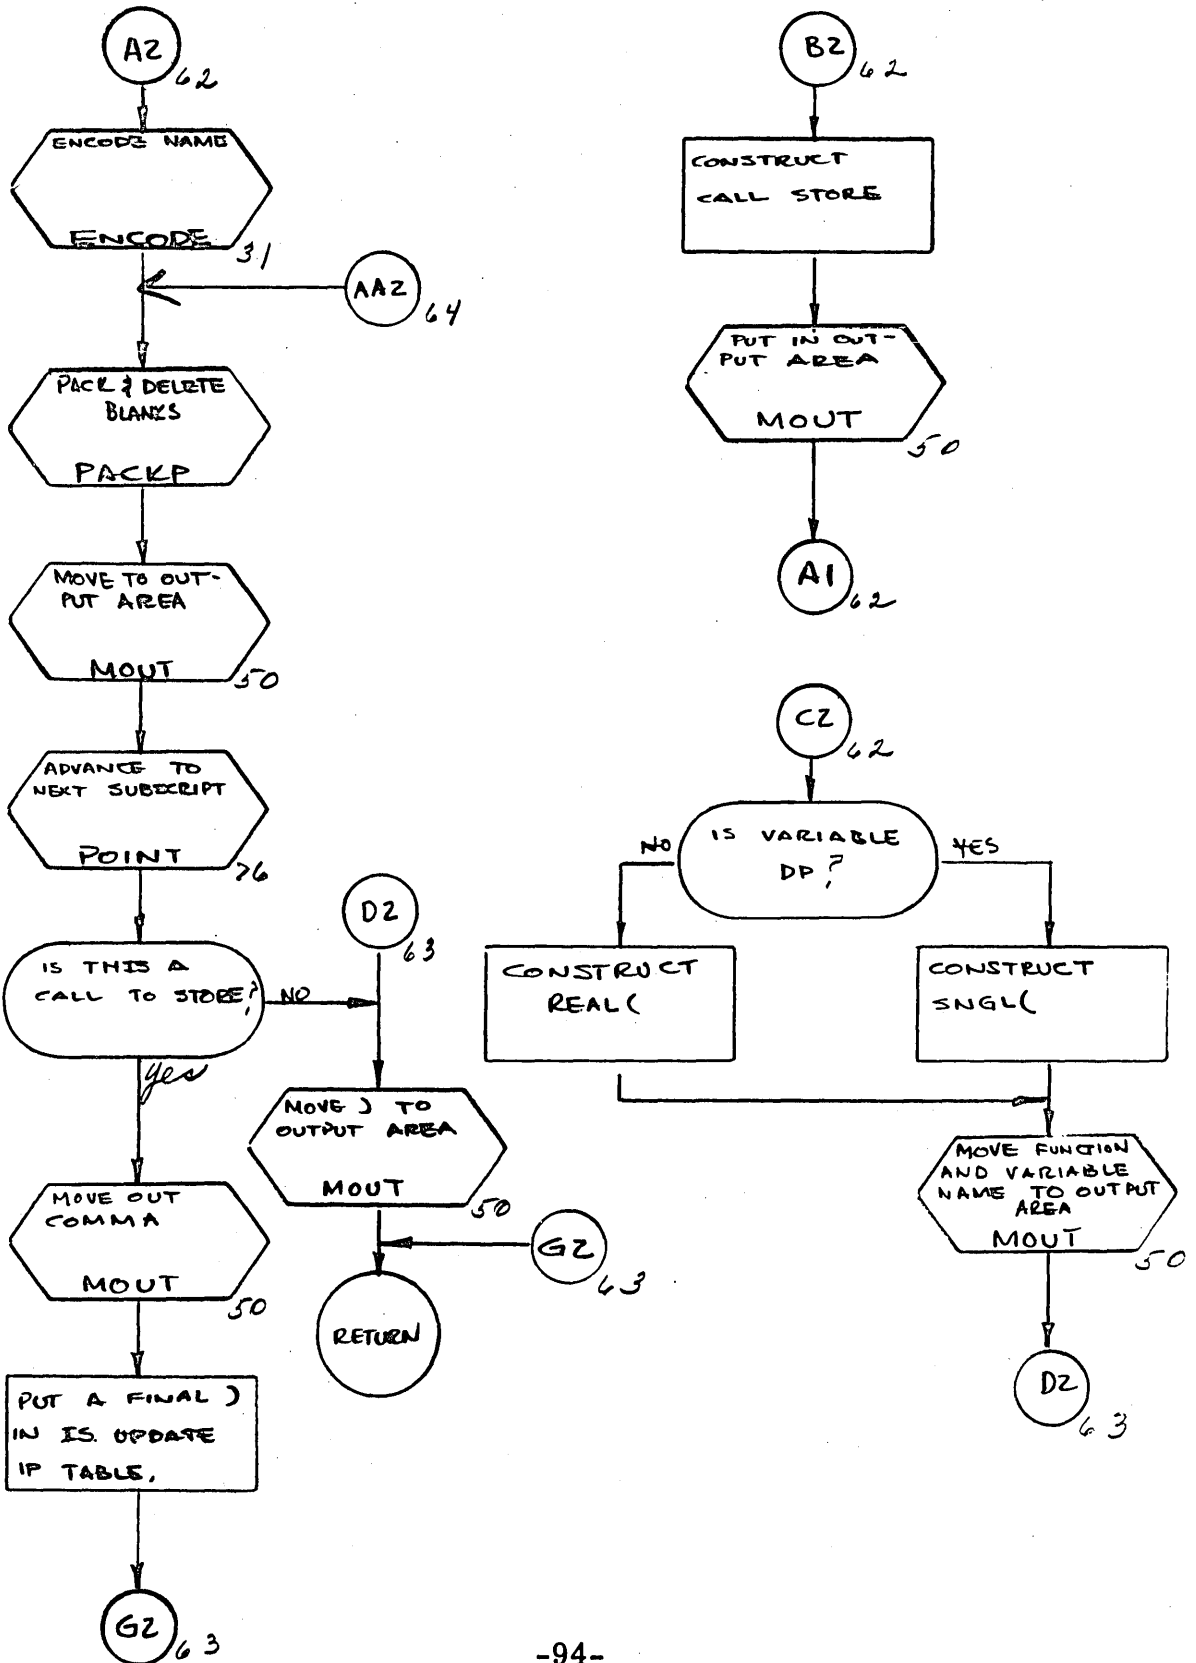 A2
62
ENCODE NAME
ENCODE
31
AA2
64
PACK & DELETE
BLANKS
PACKP
MOVE TO OUT-
PUT AREA
MOUT
50
ADVANCE TO
NEXT SUBSCRIPT
POINT
76
IS THIS A
CALL TO STORE?
NO
yes
MOVE OUT
COMMA
MOUT
50
PUT A FINAL )
IN IS. UPDATE
IP TABLE.
G2
63
D2
63
MOVE ) TO
OUTPUT AREA
MOUT
50
G2
63
RETURN
B2
62
CONSTRUCT
CALL STORE
PUT IN OUT-
PUT AREA
MOUT
50
A1
62
C2
62
IS VARIABLE
DP?
NO
YES
CONSTRUCT
REAL(
CONSTRUCT
SNGL(
MOVE FUNCTION
AND VARIABLE
NAME TO OUTPUT
AREA
MOUT
50
D2
63
-94-